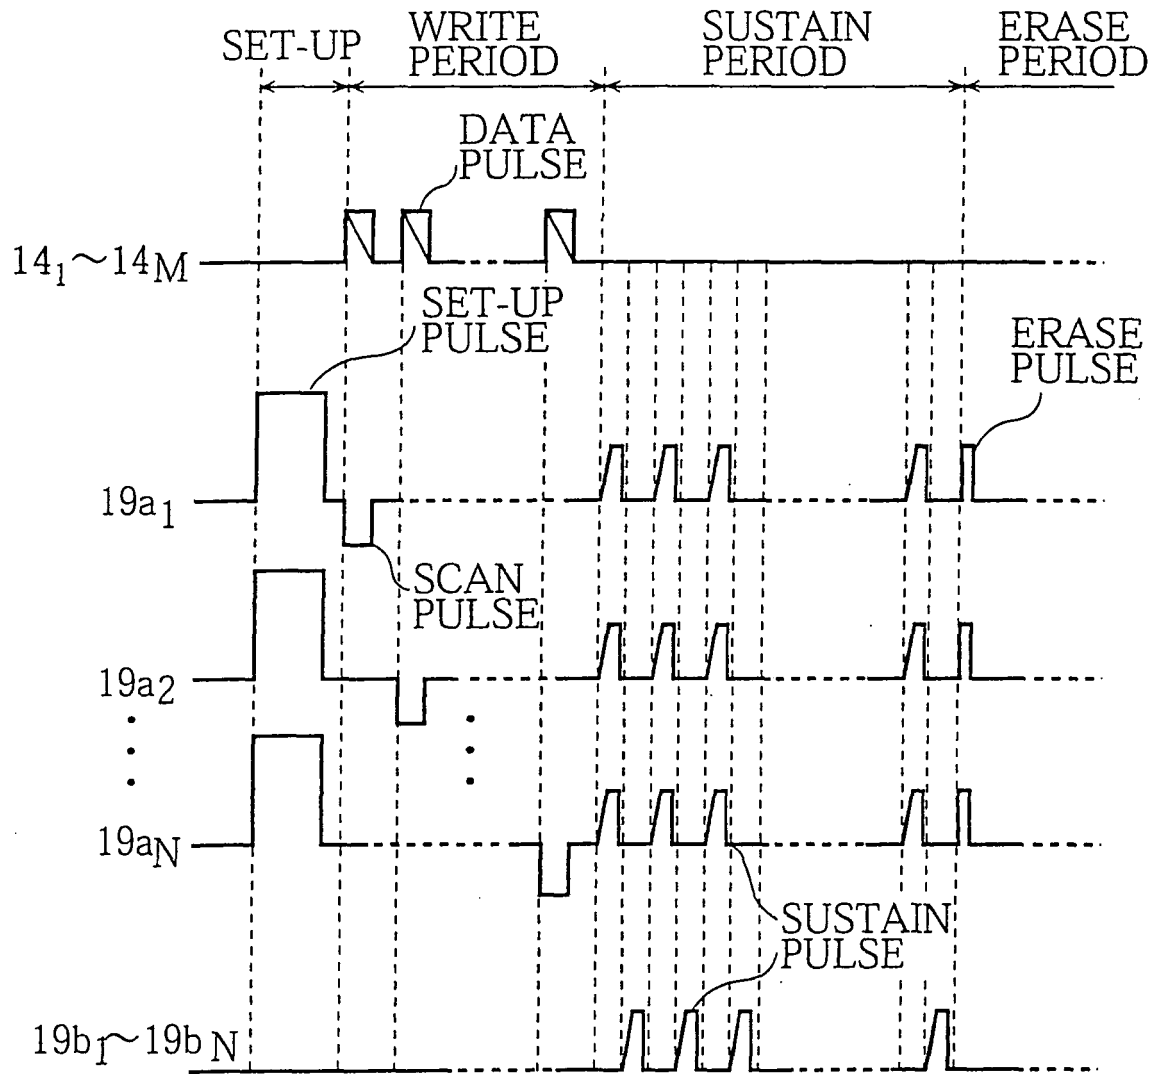 SET-UP
WRITE
PERIOD
SUSTAIN
PERIOD
ERASE
PERIOD
DATA
PULSE
14₁~14M
SET-UP
PULSE
ERASE
PULSE
19a₁
SCAN
PULSE
19a₂
19aN
SUSTAIN
PULSE
19b₁~19bN